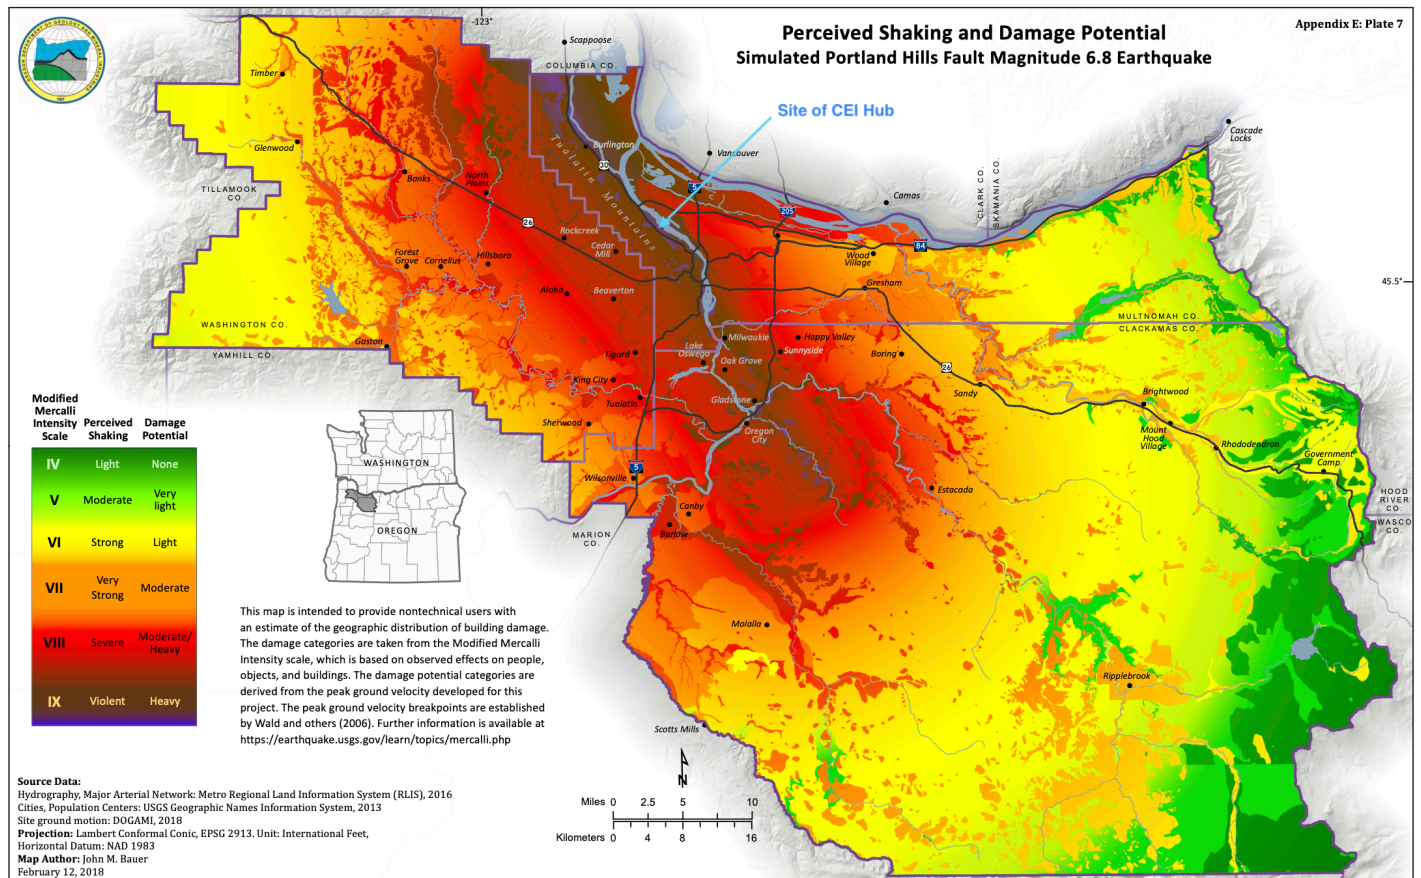 Appendix E: Plate 7
Perceived Shaking and Damage Potential
Simulated Portland Hills Fault Magnitude 6.8 Earthquake
-123°
Scappoose
COLUMBIA CO.
Timber
Site of CEI Hub
Cascade
Locks
Burlington
Tualatin Mountains
30
Vancouver
Glenwood
Banks
North
Plains
TILLAMOOK
CO
5
205
Camas
CLARK CO.
SKAMANIA CO.
26
Rockcreek
Cedar
Mill
84
Wood
Village
Forest
Grove
Cornelius
Hillsboro
Aloha
Beaverton
Gresham
45.5°
WASHINGTON CO.
YAMHILL CO.
Gaston
MULTNOMAH CO.
CLACKAMAS CO.
Milwaukie
Happy Valley
Lake
Oswego
Sunnyside
Oak Grove
Tigard
Boring
26
King City
Sandy
Tualatin
Gladstone
Brightwood
Sherwood
Oregon
City
Mount
Hood
Village
Rhododendron
Government
Camp
5
Wilsonville
Estacada
Canby
Barlow
MARION
CO.
HOOD
RIVER
CO.
WASCO
CO.
Molalla
Ripplebrook
Scotts Mills
Modified
Mercalli
Intensity
Scale
Perceived
Shaking
Damage
Potential
IV Light None
V Moderate Very
light
VI Strong Light
VII Very
Strong Moderate
VIII Severe Moderate/
Heavy
IX Violent Heavy
WASHINGTON
OREGON
This map is intended to provide nontechnical users with
an estimate of the geographic distribution of building damage.
The damage categories are taken from the Modified Mercalli
Intensity scale, which is based on observed effects on people,
objects, and buildings. The damage potential categories are
derived from the peak ground velocity developed for this
project. The peak ground velocity breakpoints are established
by Wald and others (2006). Further information is available at
https://earthquake.usgs.gov/learn/topics/mercalli.php
N
Miles 0 2.5 5 10
Kilometers 0 4 8 16
Source Data:
Hydrography, Major Arterial Network: Metro Regional Land Information System (RLIS), 2016
Cities, Population Centers: USGS Geographic Names Information System, 2013
Site ground motion: DOGAMI, 2018
Projection: Lambert Conformal Conic, EPSG 2913. Unit: International Feet,
Horizontal Datum: NAD 1983
Map Author: John M. Bauer
February 12, 2018